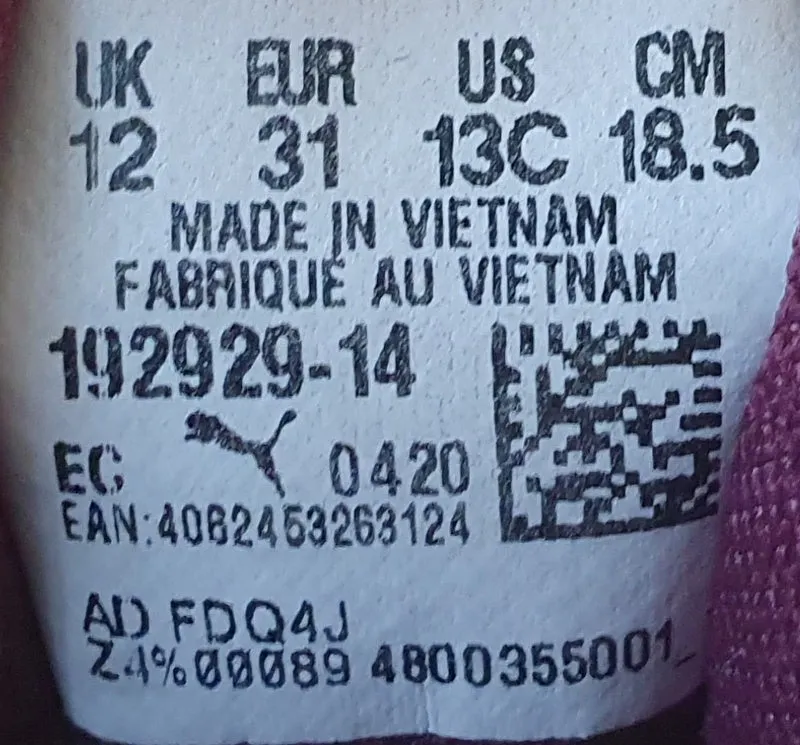 UK EUR US CM
12 31 13C 18.5
MADE IN VIETNAM
FABRIQUÉ AU VIETNAM
192929-14
EC 0420
EAN:4062453263124
AD FDQ4J
Z4%00089 4800355001_